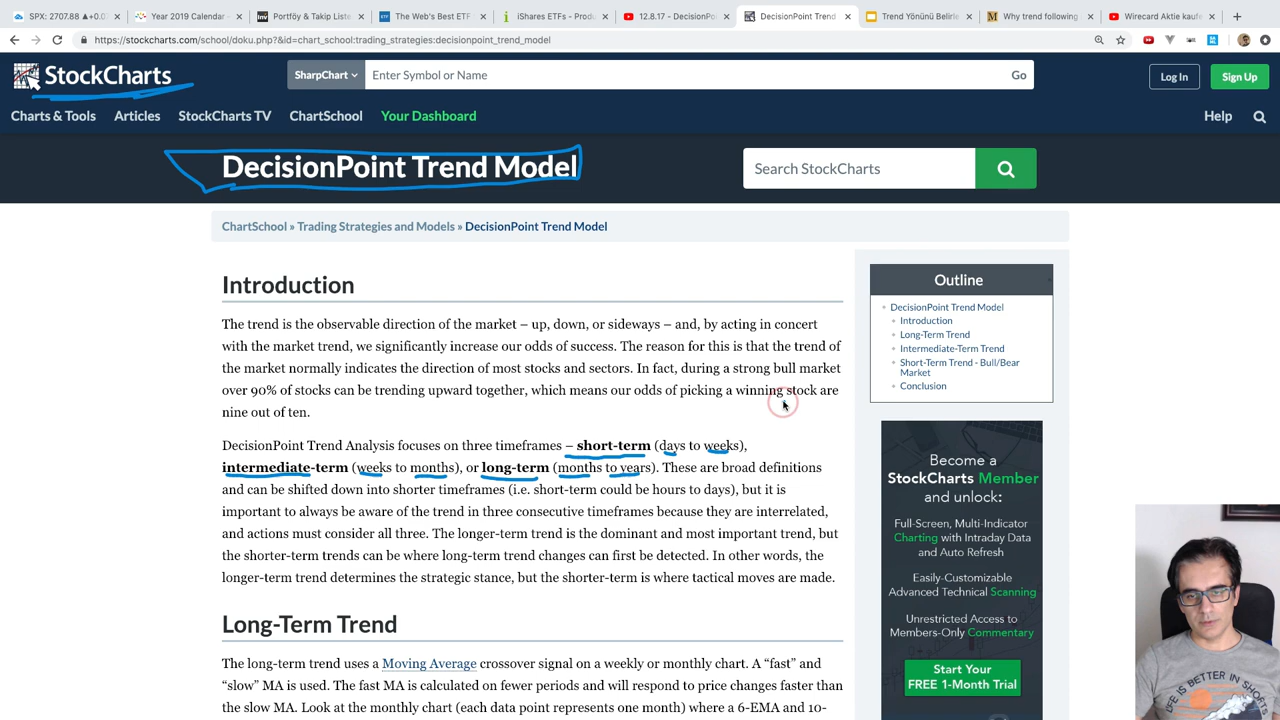 SPX: 2707.88 ▲+0.0
Year 2019 Calendar –
Portföy & Takip Liste
The Web's Best ETF
iShares ETFs - Produ
12.8.17 - DecisionPo
DecisionPoint Trend
Trend Yönünü Belirle
Why trend following
Wirecard Aktie kaufe
https://stockcharts.com/school/doku.php?&id=chart_school:trading_strategies:decisionpoint_trend_model
StockCharts
SharpChart
Enter Symbol or Name
Go
Log In
Sign Up
Charts & Tools
Articles
StockCharts TV
ChartSchool
Your Dashboard
Help
DecisionPoint Trend Model
Search StockCharts
ChartSchool » Trading Strategies and Models » DecisionPoint Trend Model
Introduction
The trend is the observable direction of the market – up, down, or sideways – and, by acting in concert
with the market trend, we significantly increase our odds of success. The reason for this is that the trend of
the market normally indicates the direction of most stocks and sectors. In fact, during a strong bull market
over 90% of stocks can be trending upward together, which means our odds of picking a winning stock are
nine out of ten.
DecisionPoint Trend Analysis focuses on three timeframes – short-term (days to weeks),
intermediate-term (weeks to months), or long-term (months to years). These are broad definitions
and can be shifted down into shorter timeframes (i.e. short-term could be hours to days), but it is
important to always be aware of the trend in three consecutive timeframes because they are interrelated,
and actions must consider all three. The longer-term trend is the dominant and most important trend, but
the shorter-term trends can be where long-term trend changes can first be detected. In other words, the
longer-term trend determines the strategic stance, but the shorter-term is where tactical moves are made.
Long-Term Trend
The long-term trend uses a Moving Average crossover signal on a weekly or monthly chart. A “fast” and
“slow” MA is used. The fast MA is calculated on fewer periods and will respond to price changes faster than
the slow MA. Look at the monthly chart (each data point represents one month) where a 6-EMA and 10-
Outline
DecisionPoint Trend Model
Introduction
Long-Term Trend
Intermediate-Term Trend
Short-Term Trend - Bull/Bear
Market
Conclusion
Become a
StockCharts Member
and unlock:
Full-Screen, Multi-Indicator
Charting with Intraday Data
and Auto Refresh
Easily-Customizable
Advanced Technical Scanning
Unrestricted Access to
Members-Only Commentary
Start Your
FREE 1-Month Trial
LIFE IS BETTER IN SHOR